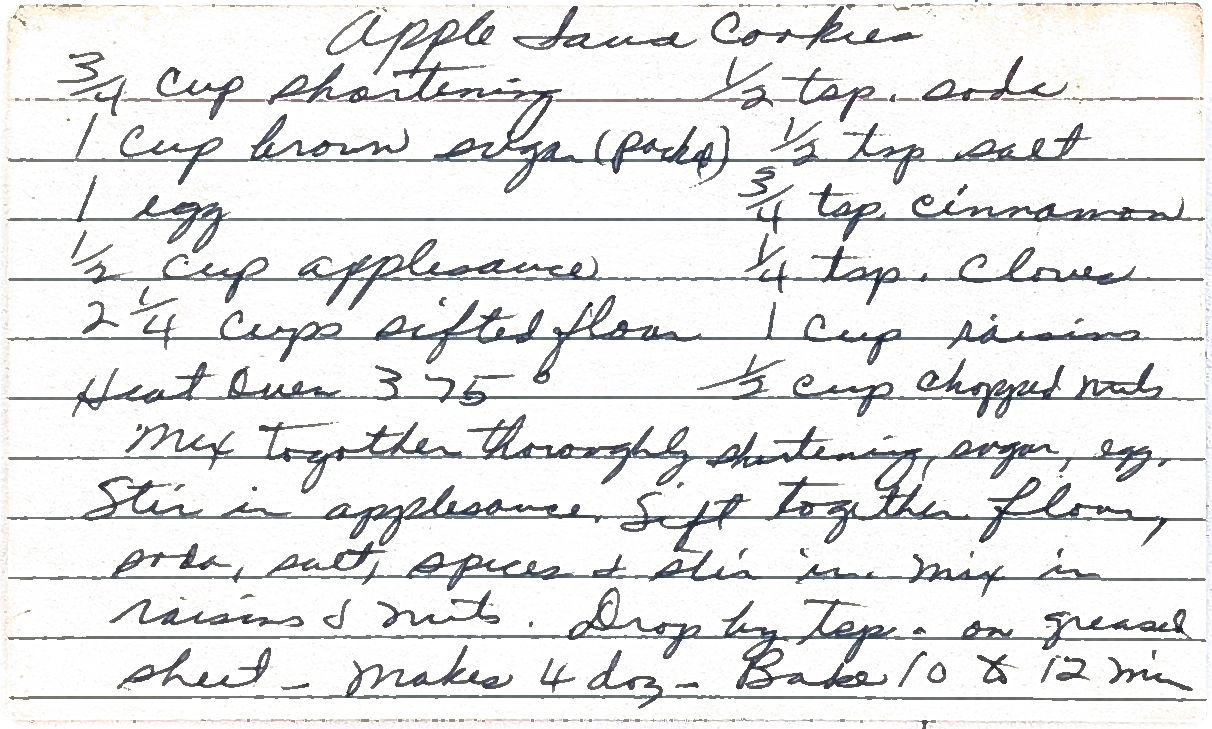 Apple Sauce Cookies
3/4 cup shortening 1/2 tsp. soda
1 cup brown sugar (packed) 1/2 tsp salt
1 egg 3/4 tsp. cinnamon
1/2 cup applesauce 1/4 tsp. cloves
2 1/4 cups sifted flour 1 cup raisins
Heat Oven 375° 1/2 cup chopped nuts
Mix together thoroughly shortening, sugar, egg.
Stir in applesauce. Sift together flour,
soda, salt, spices & stir in. Mix in
raisins & nuts. Drop by tsp. on greased
sheet - Makes 4 doz - Bake 10 to 12 min